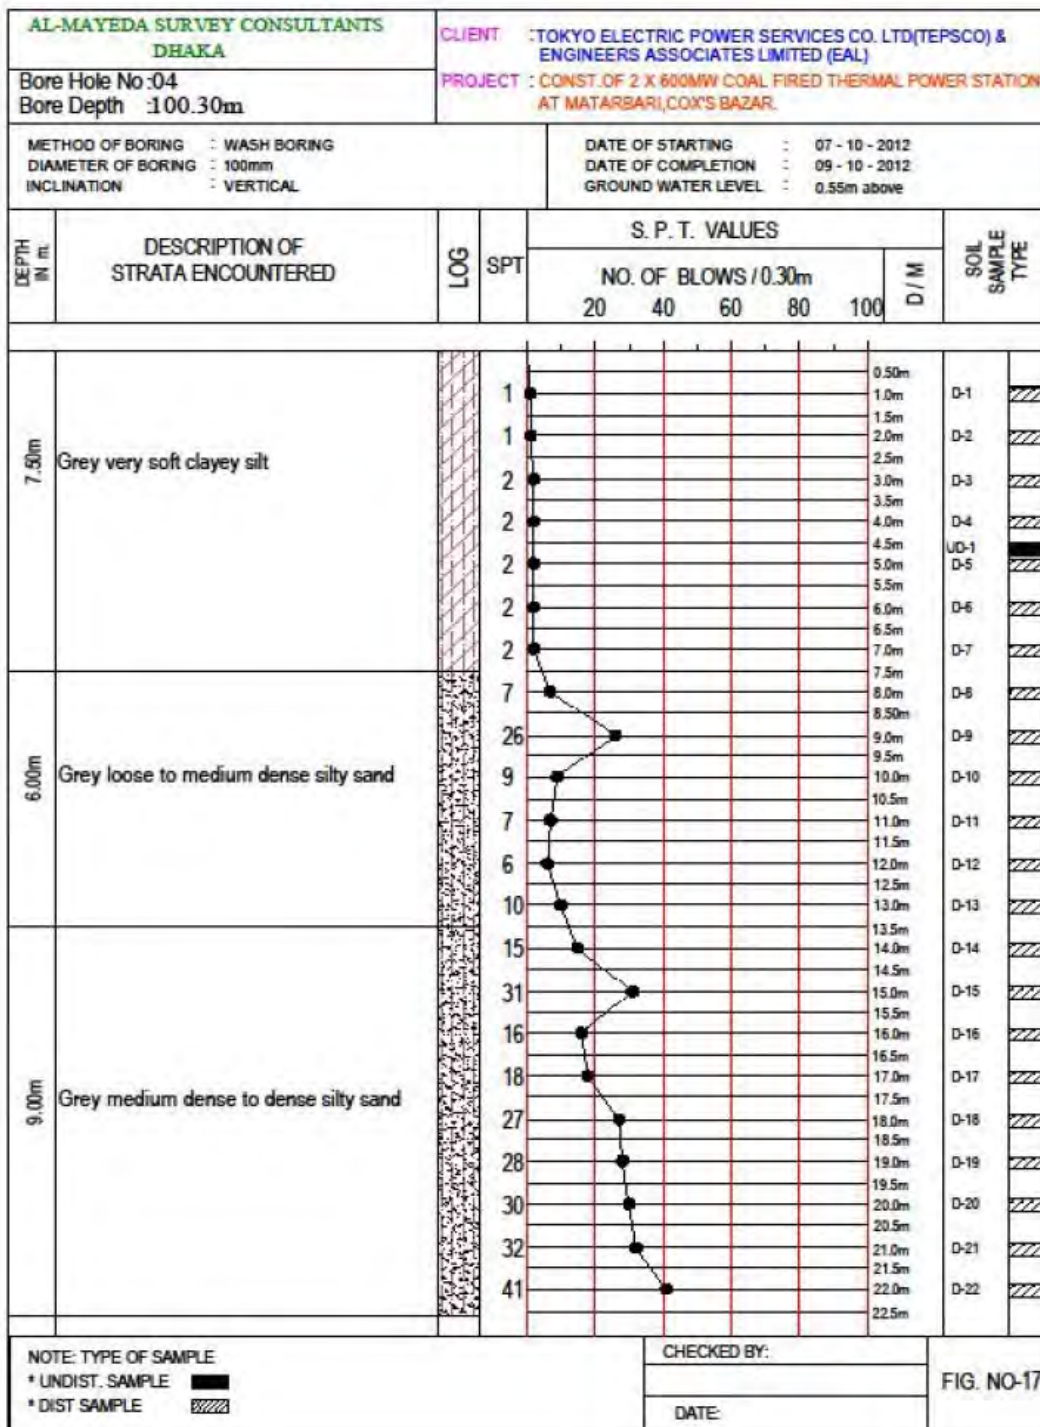 AL-MAYEDA SURVEY CONSULTANTS
DHAKA
Bore Hole No :04
Bore Depth :100.30m
CLIENT :TOKYO ELECTRIC POWER SERVICES CO. LTD(TEPSCO) &
ENGINEERS ASSOCIATES LIMITED (EAL)
PROJECT : CONST.OF 2 X 600MW COAL FIRED THERMAL POWER STATION
AT MATARBARI,COX'S BAZAR.
METHOD OF BORING : WASH BORING
DIAMETER OF BORING : 100mm
INCLINATION : VERTICAL
DATE OF STARTING : 07 - 10 - 2012
DATE OF COMPLETION : 09 - 10 - 2012
GROUND WATER LEVEL : 0.55m above
DEPTH
IN m.
DESCRIPTION OF
STRATA ENCOUNTERED
LOG
SPT
S. P. T. VALUES
NO. OF BLOWS / 0.30m
20 40 60 80 100
D / M
SOIL
SAMPLE
TYPE
0.50m
1 1.0m D-1
1.5m
1 2.0m D-2
2.5m
7.50m Grey very soft clayey silt
2 3.0m D-3
3.5m
2 4.0m D-4
4.5m UD-1
2 5.0m D-5
5.5m
2 6.0m D-6
6.5m
2 7.0m D-7
7.5m
7 8.0m D-8
8.50m
26 9.0m D-9
9.5m
6.00m Grey loose to medium dense silty sand
9 10.0m D-10
10.5m
7 11.0m D-11
11.5m
6 12.0m D-12
12.5m
10 13.0m D-13
13.5m
15 14.0m D-14
14.5m
31 15.0m D-15
15.5m
16 16.0m D-16
16.5m
18 17.0m D-17
17.5m
9.00m Grey medium dense to dense silty sand
27 18.0m D-18
18.5m
28 19.0m D-19
19.5m
30 20.0m D-20
20.5m
32 21.0m D-21
21.5m
41 22.0m D-22
22.5m
NOTE: TYPE OF SAMPLE
* UNDIST. SAMPLE
* DIST SAMPLE
CHECKED BY:
DATE:
FIG. NO-17